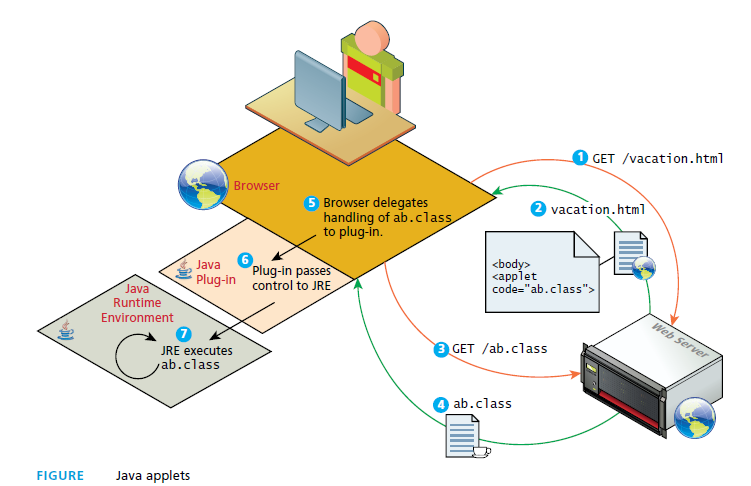 1 GET /vacation.html
Browser
2 vacation.html
5 Browser delegates
handling of ab.class
to plug-in.
<body>
<applet
code="ab.class">
Java
Plug-in
6 Plug-in passes
control to JRE
Java
Runtime
Environment
7
JRE executes
ab.class
Web Server
3 GET /ab.class
4 ab.class
FIGURE Java applets